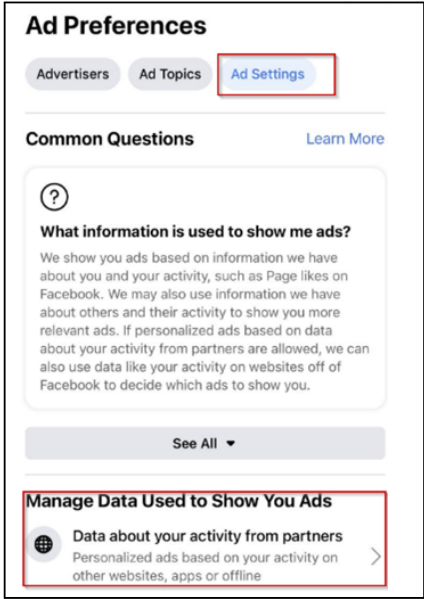 Ad Preferences
Advertisers Ad Topics Ad Settings
Common Questions Learn More
What information is used to show me ads?
We show you ads based on information we have
about you and your activity, such as Page likes on
Facebook. We may also use information we have
about others and their activity to show you more
relevant ads. If personalized ads based on data
about your activity from partners are allowed, we can
also use data like your activity on websites off of
Facebook to decide which ads to show you.
See All
Manage Data Used to Show You Ads
Data about your activity from partners
Personalized ads based on your activity on
other websites, apps or offline